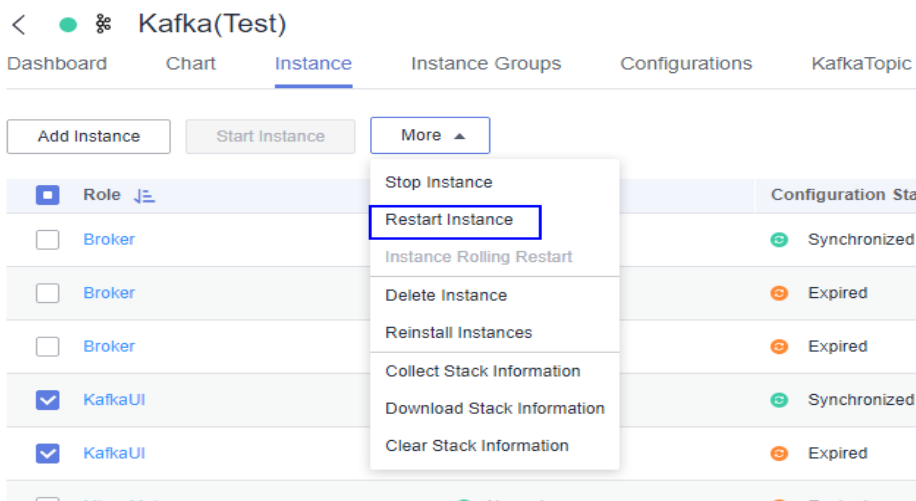 Kafka(Test)
Dashboard Chart Instance Instance Groups Configurations KafkaTopic
Add Instance Start Instance More
Stop Instance
Role Configuration Sta
Restart Instance
Broker Synchronized
Instance Rolling Restart
Broker Delete Instance Expired
Reinstall Instances
Broker Expired
Collect Stack Information
KafkaUI Synchronized
Download Stack Information
Clear Stack Information
KafkaUI Expired